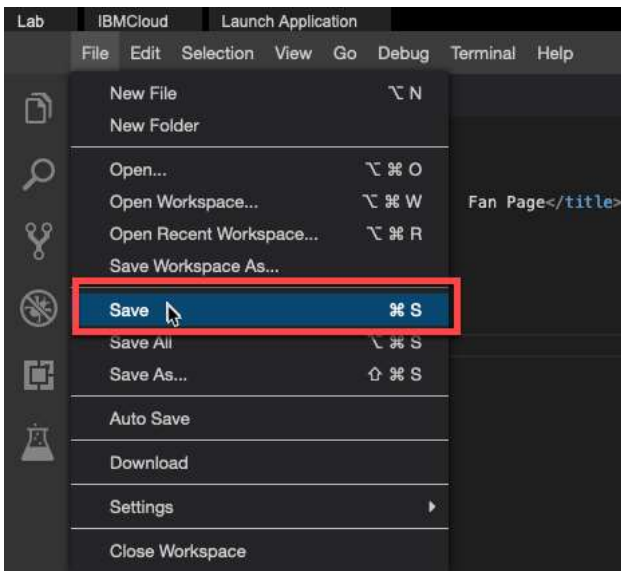 Lab IBMCloud Launch Application
File Edit Selection View Go Debug Terminal Help
New File ⌥ N
New Folder
Open... ⌥ ⌘ O
Open Workspace... ⌥ ⌘ W
Fan Page</title>
Open Recent Workspace... ⌥ ⌘ R
Save Workspace As...
Save ⌘ S
Save All ⌥ ⌘ S
Save As... ⇧ ⌘ S
Auto Save
Download
Settings
Close Workspace